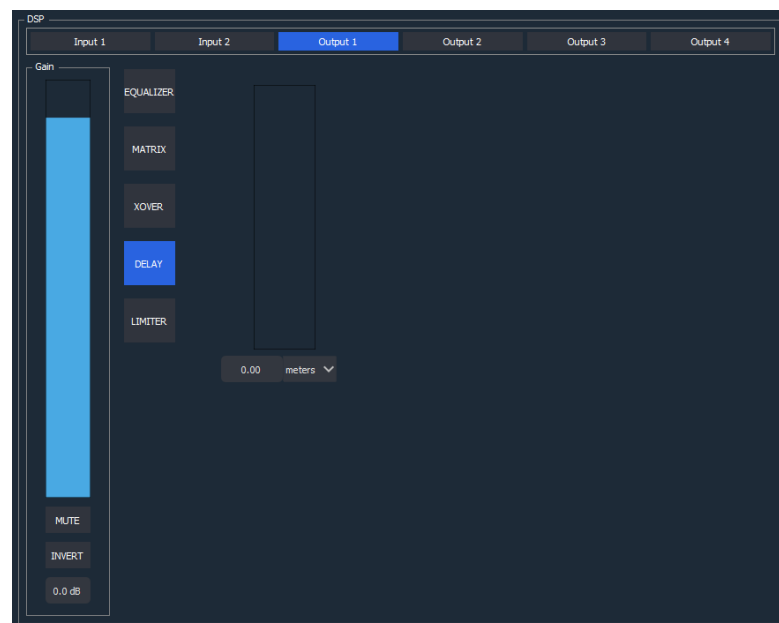 DSP
Input 1 Input 2 Output 1 Output 2 Output 3 Output 4
Gain
EQUALIZER
MATRIX
XOVER
DELAY
LIMITER
0.00 meters
MUTE
INVERT
0.0 dB